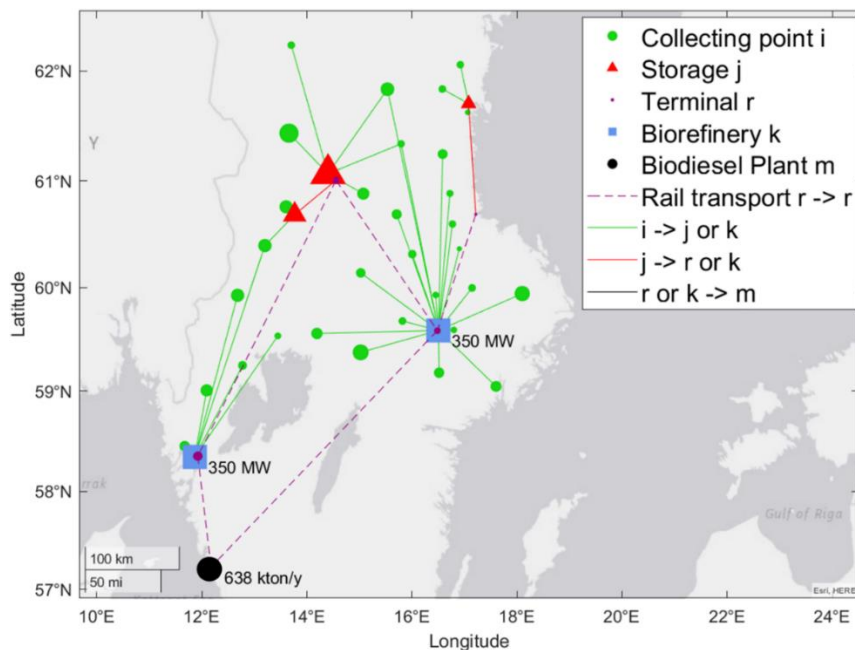 62°N
61°N
60°N
59°N
58°N
57°N
Latitude
Y
Collecting point i
Storage j
Terminal r
Biorefinery k
Biodiesel Plant m
Rail transport r -> r
i -> j or k
j -> r or k
r or k -> m
350 MW
350 MW
638 kton/y
rrak
Gulf of Riga
100 km
50 mi
Esri, HERE
10°E 12°E 14°E 16°E 18°E 20°E 22°E 24°E
Longitude